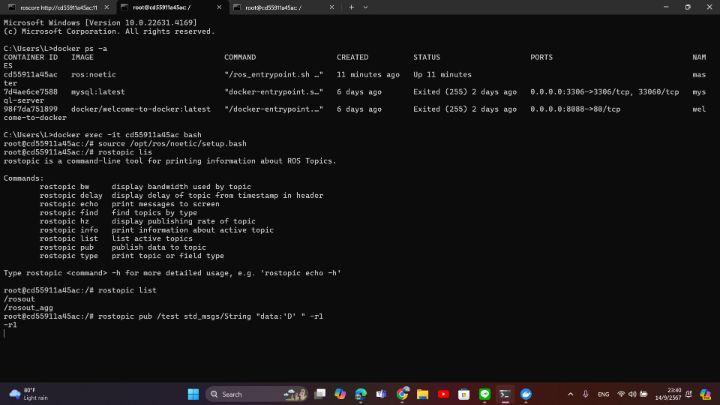 roscore http://cd55911a45ac:11
root@cd55911a45ac: /
root@cd55911a45ac: /
Microsoft Windows [Version 10.0.22631.4169]
(c) Microsoft Corporation. All rights reserved.
C:\Users\L>docker ps -a
CONTAINER ID   IMAGE                             COMMAND                  CREATED          STATUS                     PORTS                               NAM
ES
cd55911a45ac   ros:noetic                        "/ros_entrypoint.sh …"   11 minutes ago   Up 11 minutes                                                  mas
ter
7d4ae6ce7588   mysql:latest                      "docker-entrypoint.s…"   6 days ago       Exited (255) 2 days ago   0.0.0.0:3306->3306/tcp, 33060/tcp   mys
ql-server
98f7da751899   docker/welcome-to-docker:latest   "/docker-entrypoint.…"   6 days ago       Exited (255) 2 days ago   0.0.0.0:8088->80/tcp                wel
come-to-docker
C:\Users\L>docker exec -it cd55911a45ac bash
root@cd55911a45ac:/# source /opt/ros/noetic/setup.bash
root@cd55911a45ac:/# rostopic lis
rostopic is a command-line tool for printing information about ROS Topics.
Commands:
rostopic bw     display bandwidth used by topic
rostopic delay  display delay of topic from timestamp in header
rostopic echo   print messages to screen
rostopic find   find topics by type
rostopic hz     display publishing rate of topic
rostopic info   print information about active topic
rostopic list   list active topics
rostopic pub    publish data to topic
rostopic type   print topic or field type
Type rostopic <command> -h for more detailed usage, e.g. 'rostopic echo -h'
root@cd55911a45ac:/# rostopic list
/rosout
/rosout_agg
root@cd55911a45ac:/# rostopic pub /test std_msgs/String "data:'D' " -r1
-r1
80°F
Light rain
Search
ENG
23:40
14/9/2567